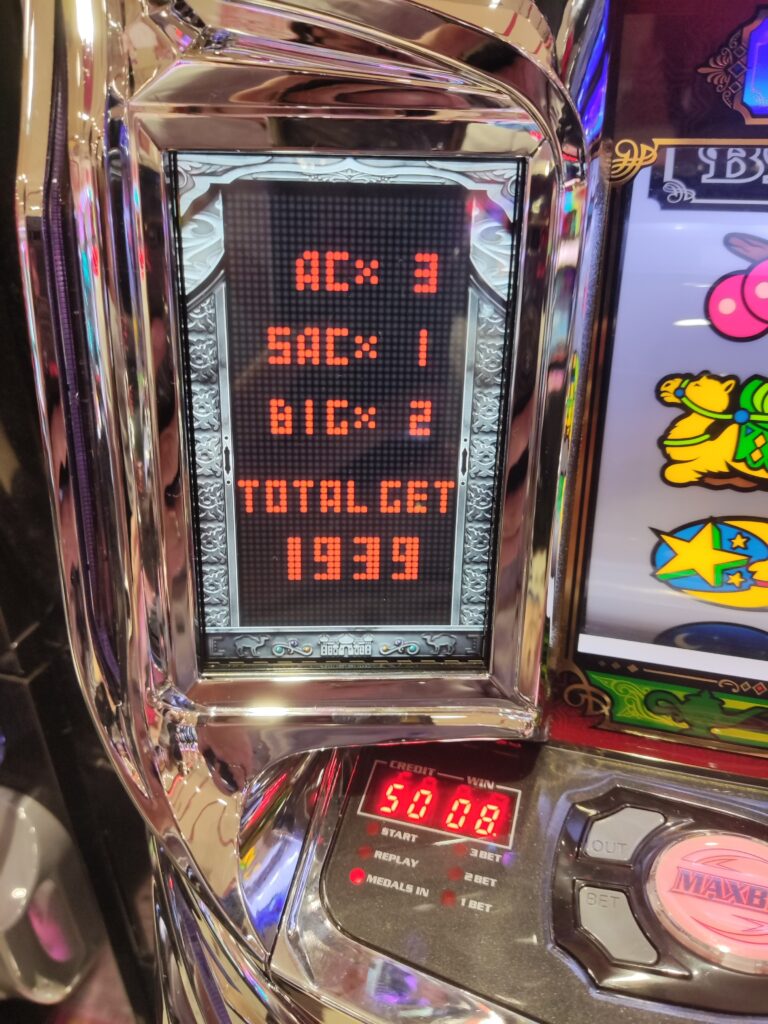 AC× 3
SAC× 1
BIG× 2
TOTAL GET
1939
CREDIT WIN
50 08
START
REPLAY
MEDALS IN
3 BET
2 BET
1 BET
OUT
BET